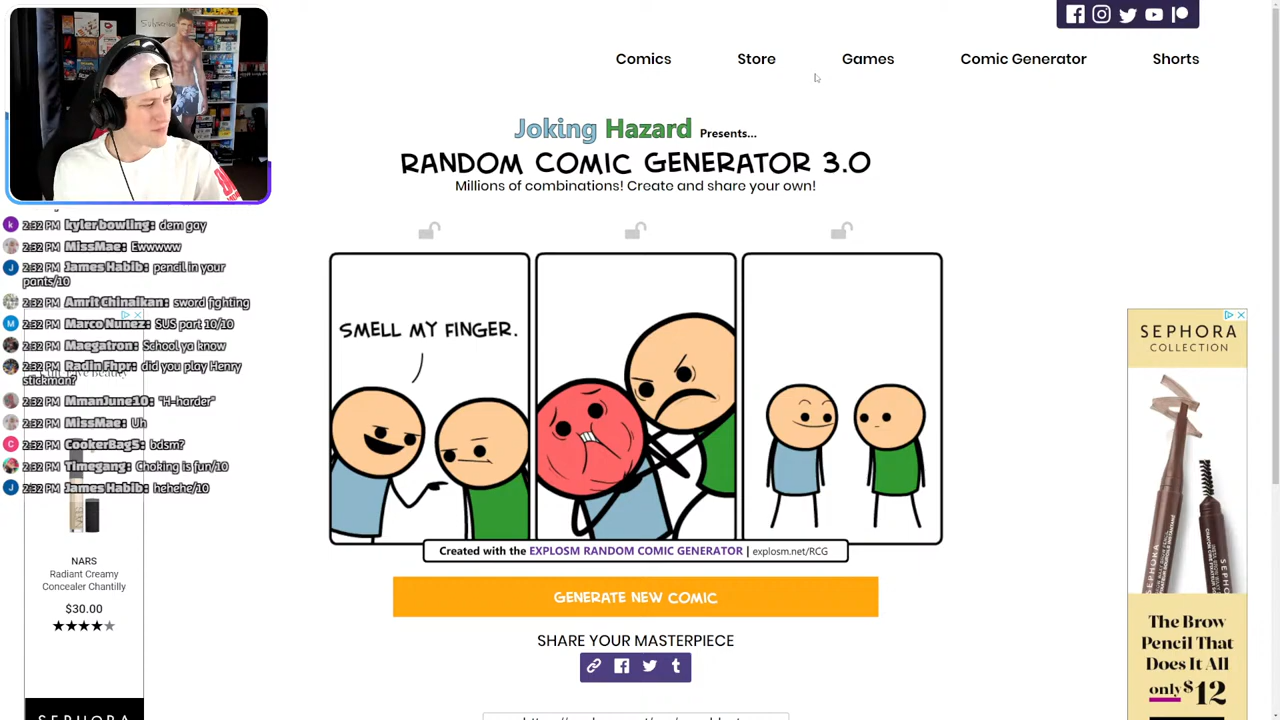 Comics
Store
Games
Comic Generator
Shorts
Joking Hazard Presents...
RANDOM COMIC GENERATOR 3.0
Millions of combinations! Create and share your own!
SMELL MY FINGER.
Created with the EXPLOSM RANDOM COMIC GENERATOR | explosm.net/RCG
GENERATE NEW COMIC
SHARE YOUR MASTERPIECE
2:32 PM kylerbowling: dem gay
2:32 PM MissMae: Ewwwww
2:32 PM James Habib: pencil in your
pants/10
2:32 PM Amrit Chinaikan: sword fighting
2:32 PM Marco Nunez: SUS part 10/10
2:32 PM Maegatron: School ya know
2:32 PM Radin Fhpr: did you play Henry
stickman?
2:32 PM MmanJune10: "H-harder"
2:32 PM MissMae: Uh
2:32 PM CookerBag5: bdsm?
2:32 PM Timegang: Choking is fun/10
2:32 PM James Habib: hehehe/10
NARS
Radiant Creamy
Concealer Chantilly
$30.00
SEPHORA
SEPHORA
COLLECTION
The Brow
Pencil That
Does It All
only $12